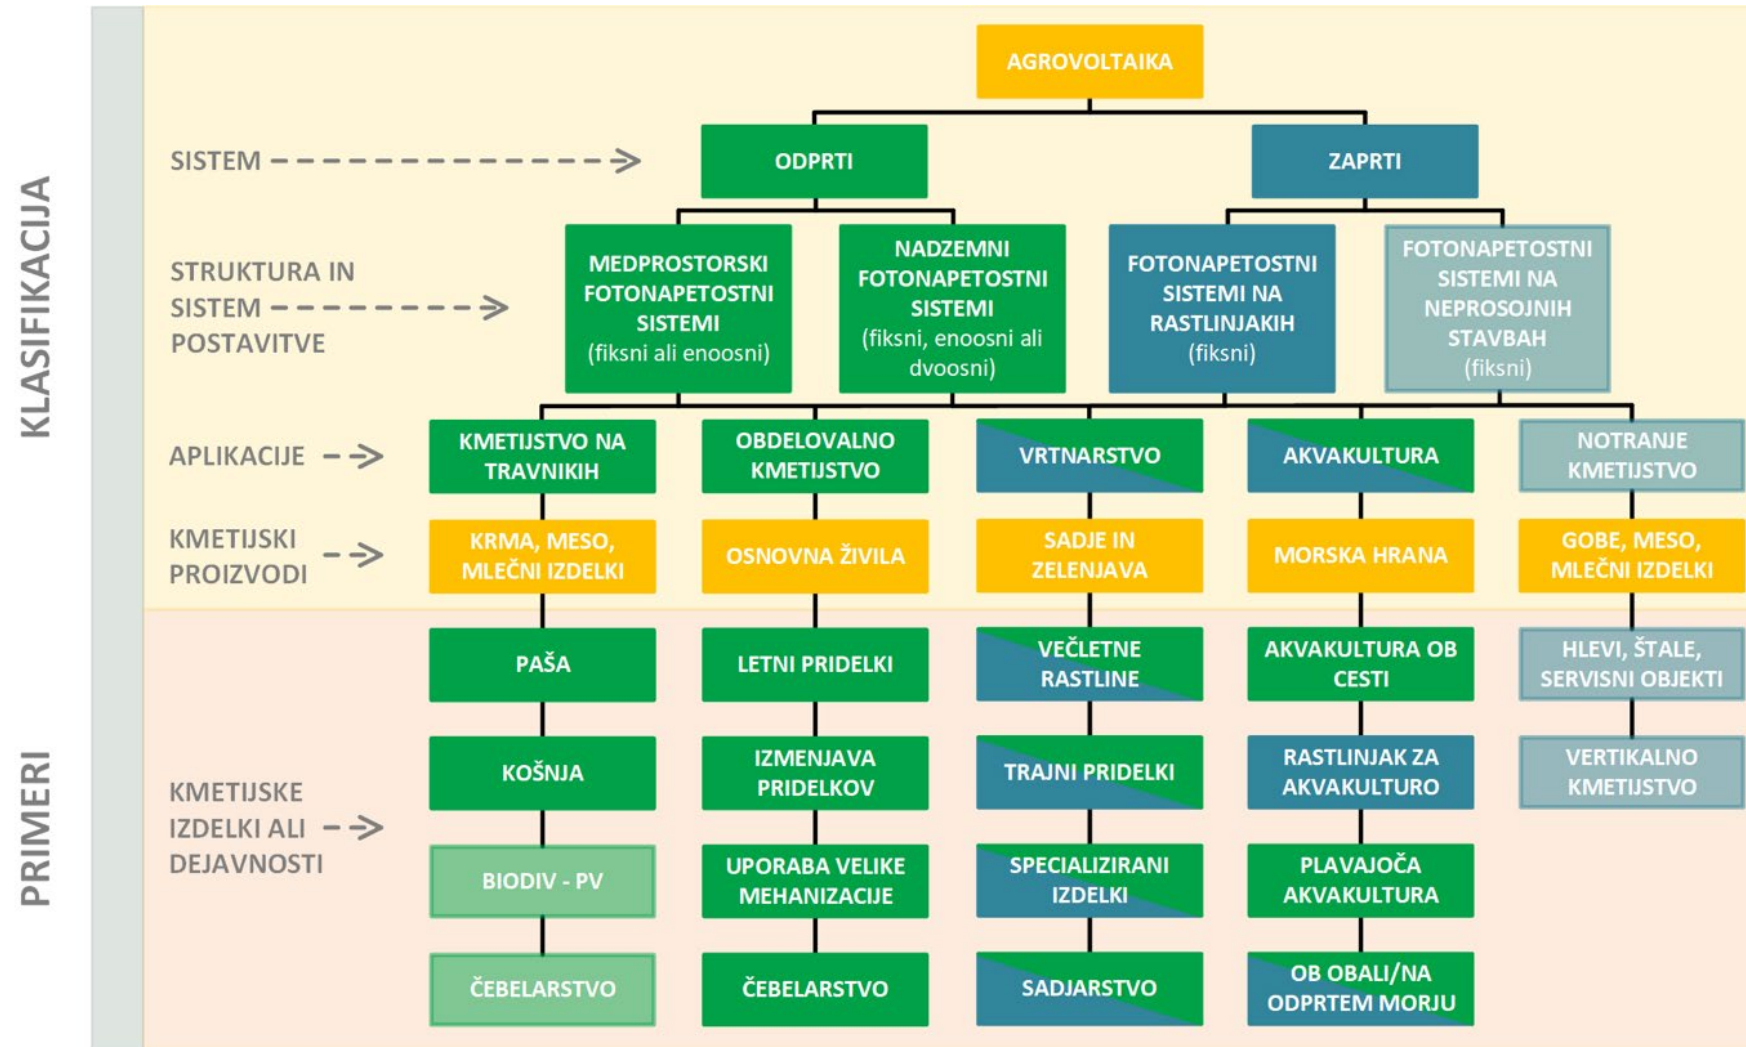 KLASIFIKACIJA
AGROVOLTAIKA
SISTEM
ODPRTI
ZAPRTI
STRUKTURA IN
SISTEM
POSTAVITVE
MEDPROSTORSKI
FOTONAPETOSTNI
SISTEMI
(fiksni ali enoosni)
NADZEMNI
FOTONAPETOSTNI
SISTEMI
(fiksni, enoosni ali
dvoosni)
FOTONAPETOSTNI
SISTEMI NA
RASTLINJAKIH
(fiksni)
FOTONAPETOSTNI
SISTEMI NA
NEPROSOJNIH
STAVBAH
(fiksni)
APLIKACIJE
KMETIJSTVO NA
TRAVNIKIH
OBDELOVALNO
KMETIJSTVO
VRTNARSTVO
AKVAKULTURA
NOTRANJE
KMETIJSTVO
KMETIJSKI
PROIZVODI
KRMA, MESO,
MLEČNI IZDELKI
OSNOVNA ŽIVILA
SADJE IN
ZELENJAVA
MORSKA HRANA
GOBE, MESO,
MLEČNI IZDELKI
PRIMERI
KMETIJSKE
IZDELKI ALI
DEJAVNOSTI
PAŠA
LETNI PRIDELKI
VEČLETNE
RASTLINE
AKVAKULTURA OB
CESTI
HLEVI, ŠTALE,
SERVISNI OBJEKTI
KOŠNJA
IZMENJAVA
PRIDELKOV
TRAJNI PRIDELKI
RASTLINJAK ZA
AKVAKULTURO
VERTIKALNO
KMETIJSTVO
BIODIV - PV
UPORABA VELIKE
MEHANIZACIJE
SPECIALIZIRANI
IZDELKI
PLAVAJOČA
AKVAKULTURA
ČEBELARSTVO
ČEBELARSTVO
SADJARSTVO
OB OBALI/NA
ODPRTEM MORJU